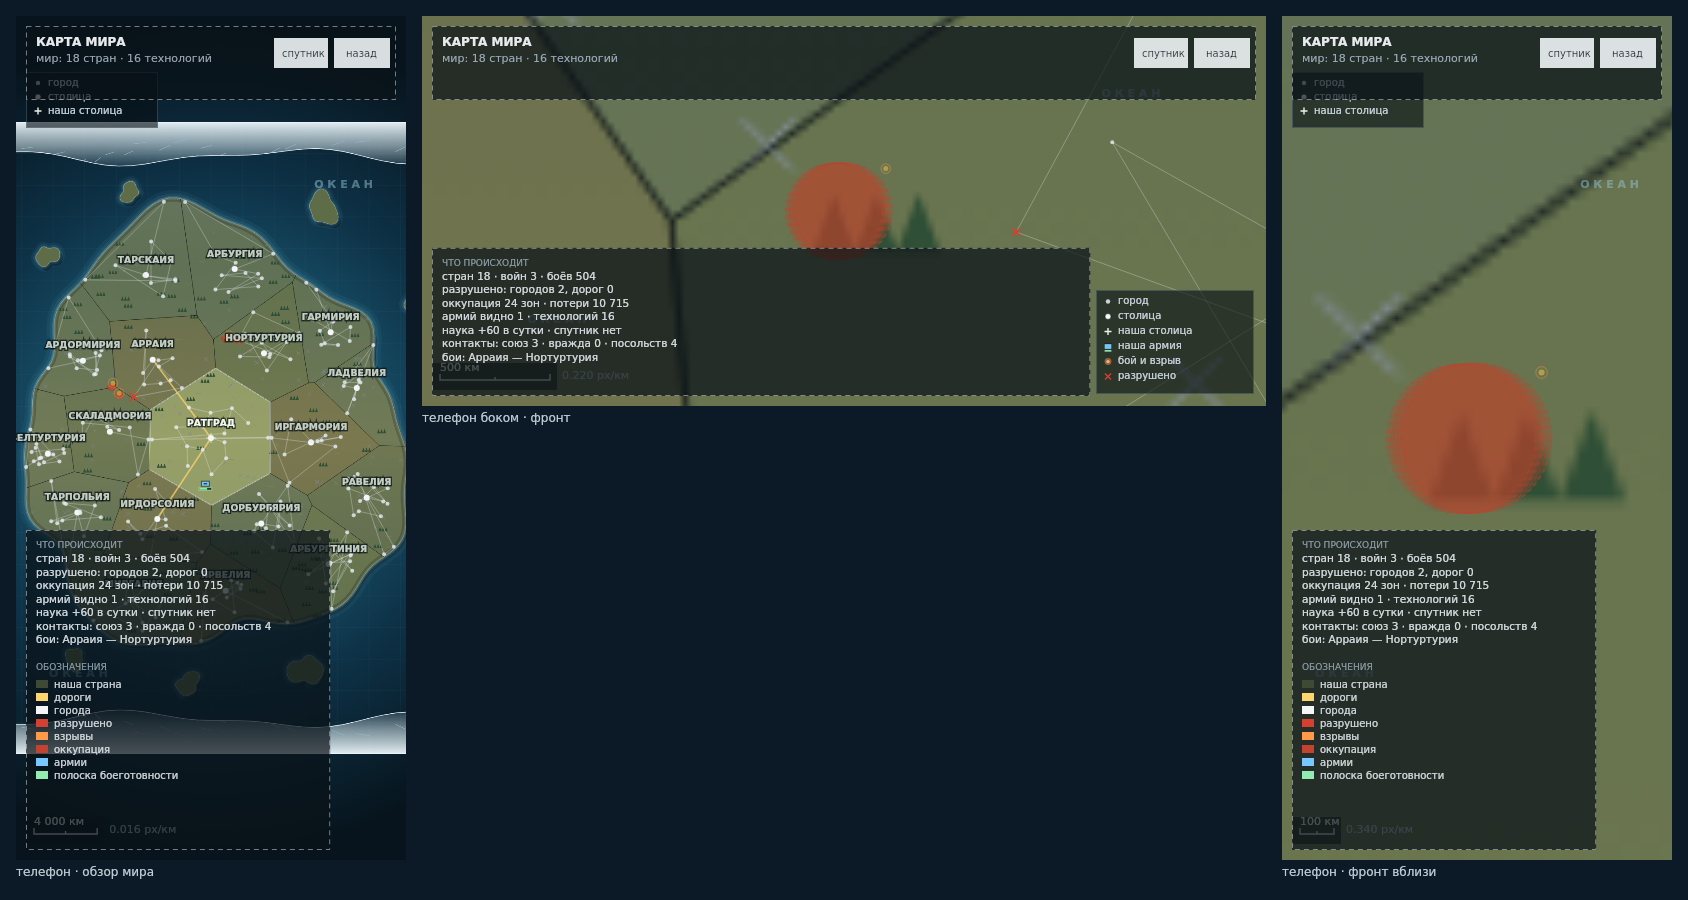 КАРТА МИРА
мир: 18 стран · 16 технологий
спутник
назад
город
столица
наша столица
ОКЕАН
ТАРСКАИЯ
АРБУРГИЯ
ГАРМИРИЯ
АРДОРМИРИЯ
АРРАИЯ
НОРТУРТУРИЯ
ЛАДВЕЛИЯ
СКАЛАДМОРИЯ
РАТГРАД
ИРГАРМОРИЯ
ЕЛТУРТУРИЯ
РАВЕЛИЯ
ТАРПОЛЬИЯ
ИРДОРСОЛИЯ
ЧТО ПРОИСХОДИТ
стран 18 · войн 3 · боёв 504
разрушено: городов 2, дорог 0
оккупация 24 зон · потери 10 715
армий видно 1 · технологий 16
наука +60 в сутки · спутник нет
контакты: союз 3 · вражда 0 · посольств 4
бои: Арраия — Нортуртурия
ОБОЗНАЧЕНИЯ
ОКЕАН
наша страна
дороги
города
разрушено
взрывы
оккупация
армии
полоска боеготовности
4 000 км
0.016 px/км
телефон · обзор мира
КАРТА МИРА
мир: 18 стран · 16 технологий
спутник
назад
ОКЕАН
ЧТО ПРОИСХОДИТ
стран 18 · войн 3 · боёв 504
разрушено: городов 2, дорог 0
оккупация 24 зон · потери 10 715
армий видно 1 · технологий 16
наука +60 в сутки · спутник нет
контакты: союз 3 · вражда 0 · посольств 4
бои: Арраия — Нортуртурия
500 км
0.220 px/км
город
столица
наша столица
наша армия
бой и взрыв
разрушено
телефон боком · фронт
КАРТА МИРА
мир: 18 стран · 16 технологий
спутник
назад
город
столица
наша столица
ОКЕАН
ЧТО ПРОИСХОДИТ
стран 18 · войн 3 · боёв 504
разрушено: городов 2, дорог 0
оккупация 24 зон · потери 10 715
армий видно 1 · технологий 16
наука +60 в сутки · спутник нет
контакты: союз 3 · вражда 0 · посольств 4
бои: Арраия — Нортуртурия
ОБОЗНАЧЕНИЯ
ОКЕАН
наша страна
дороги
города
разрушено
взрывы
оккупация
армии
полоска боеготовности
100 км
0.340 px/км
телефон · фронт вблизи